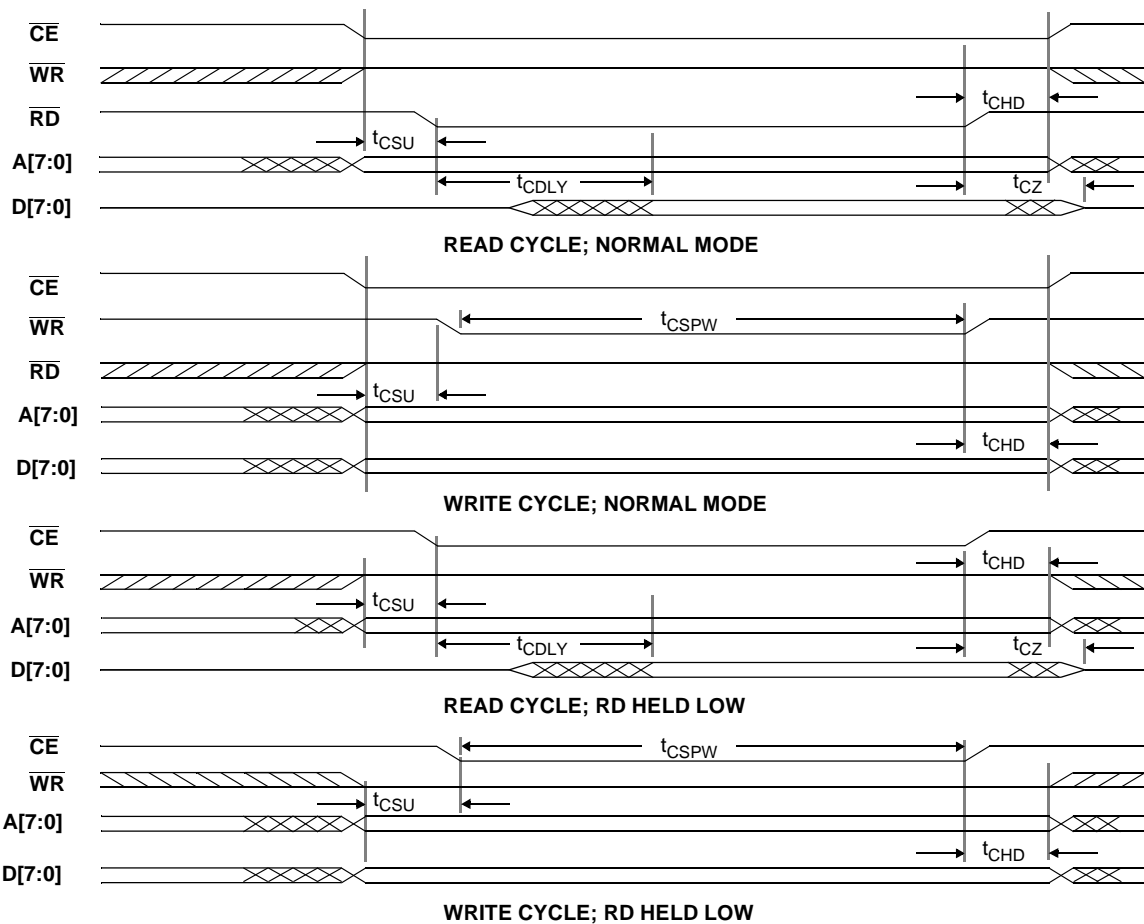 CE
WR
tCHD
RD
tCSU
A[7:0]
tCDLY
tCZ
D[7:0]
READ CYCLE; NORMAL MODE
CE
WR
tCSPW
RD
tCSU
A[7:0]
tCHD
D[7:0]
WRITE CYCLE; NORMAL MODE
CE
tCHD
WR
tCSU
A[7:0]
tCDLY
tCZ
D[7:0]
READ CYCLE; RD HELD LOW
CE
tCSPW
WR
tCSU
A[7:0]
tCHD
D[7:0]
WRITE CYCLE; RD HELD LOW